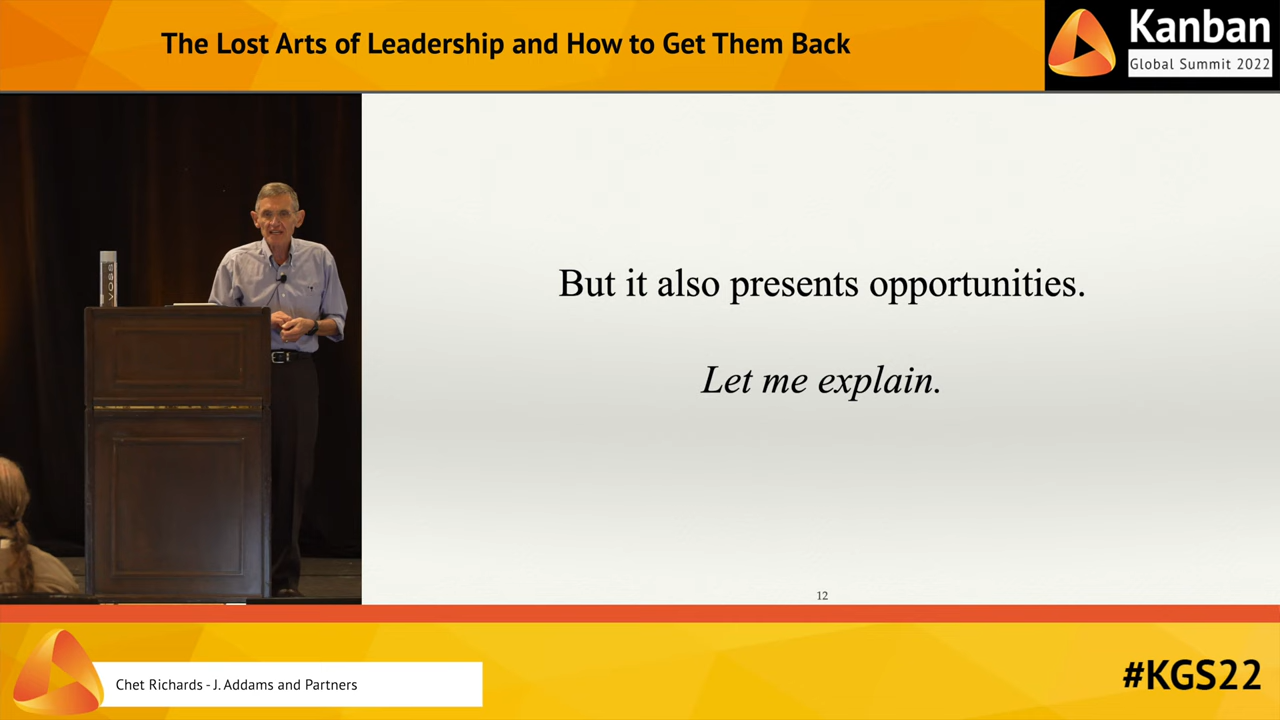 The Lost Arts of Leadership and How to Get Them Back
Kanban
Global Summit 2022
VOSS
But it also presents opportunities.
Let me explain.
12
Chet Richards - J. Addams and Partners
#KGS22